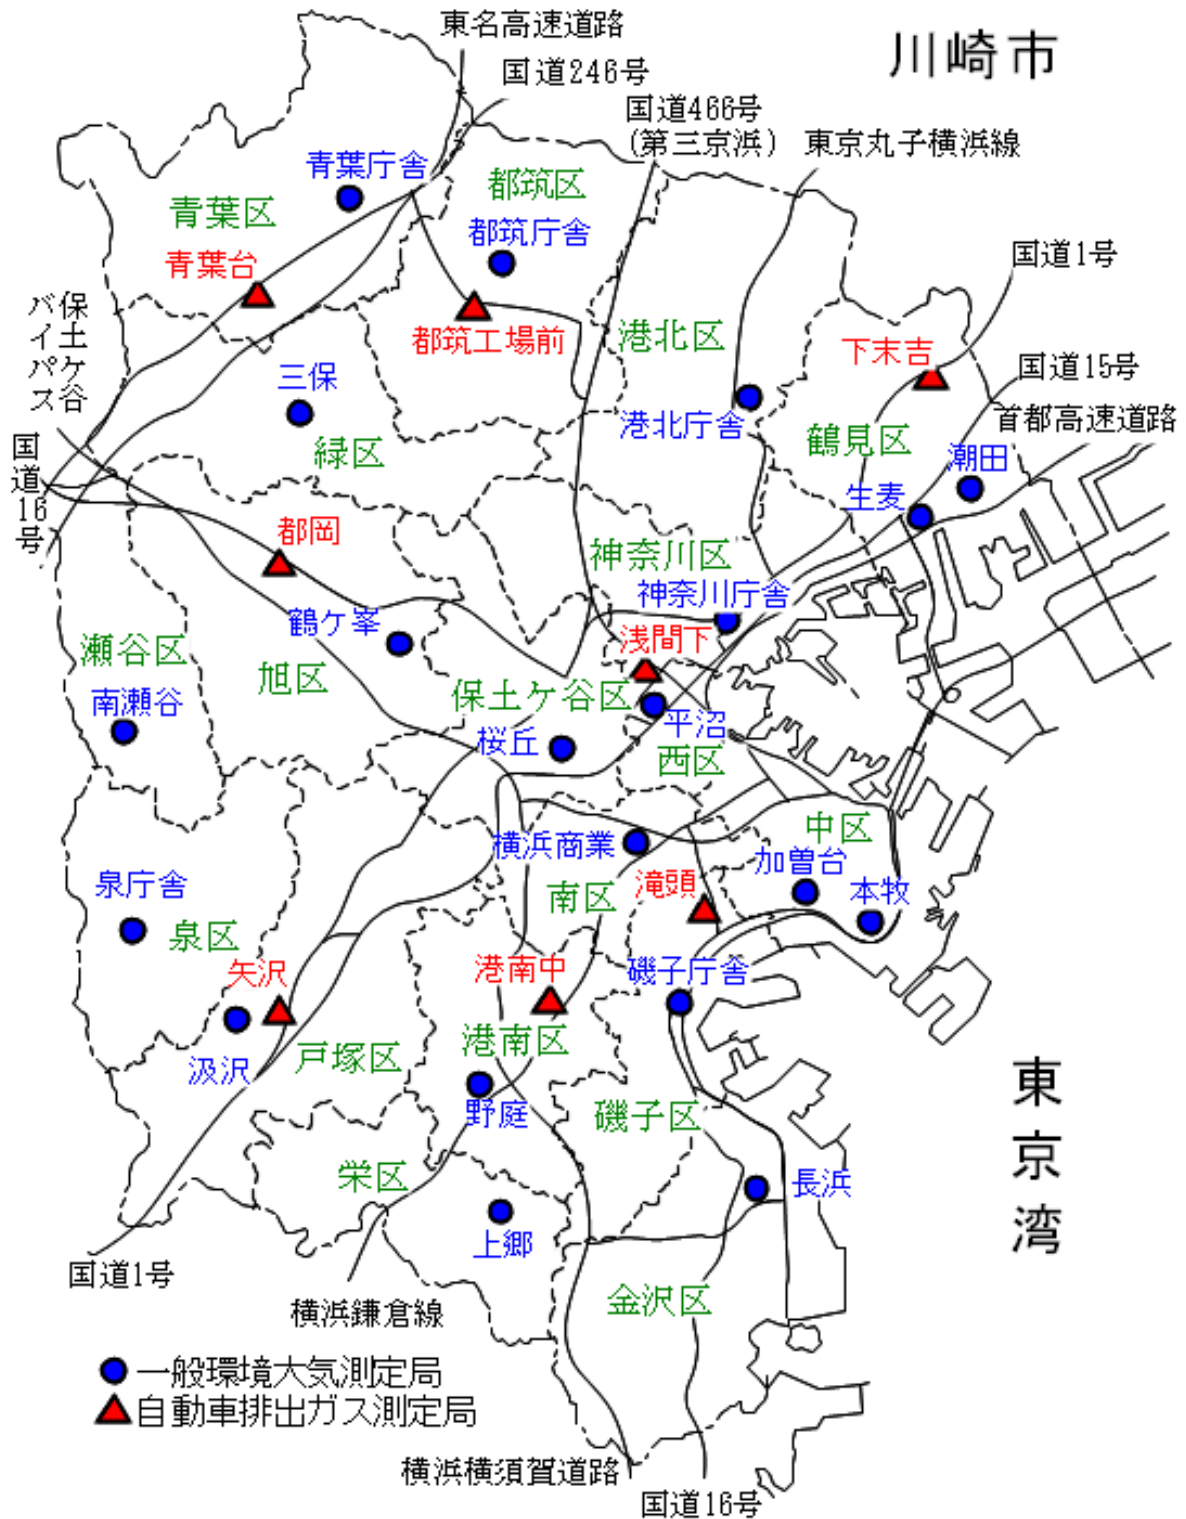 東名高速道路
川崎市
国道246号
国道466号
(第三京浜)
東京丸子横浜線
青葉庁舎
都筑区
青葉区
都筑庁舎
国道1号
青葉台
保土ケ谷
バイパス
都筑工場前
港北区
下末吉
国道15号
三保
首都高速道路
港北庁舎
鶴見区
緑区
潮田
国道16号
生麦
都岡
神奈川区
神奈川庁舎
鶴ケ峯
浅間下
瀬谷区
旭区
保土ケ谷区
南瀬谷
平沼
桜丘
西区
中区
横浜商業
加曽台
泉庁舎
南区
滝頭
本牧
泉区
矢沢
港南中
磯子庁舎
港南区
戸塚区
汲沢
東京湾
野庭
磯子区
栄区
長浜
上郷
国道1号
金沢区
横浜鎌倉線
一般環境大気測定局
自動車排出ガス測定局
横浜横須賀道路
国道16号